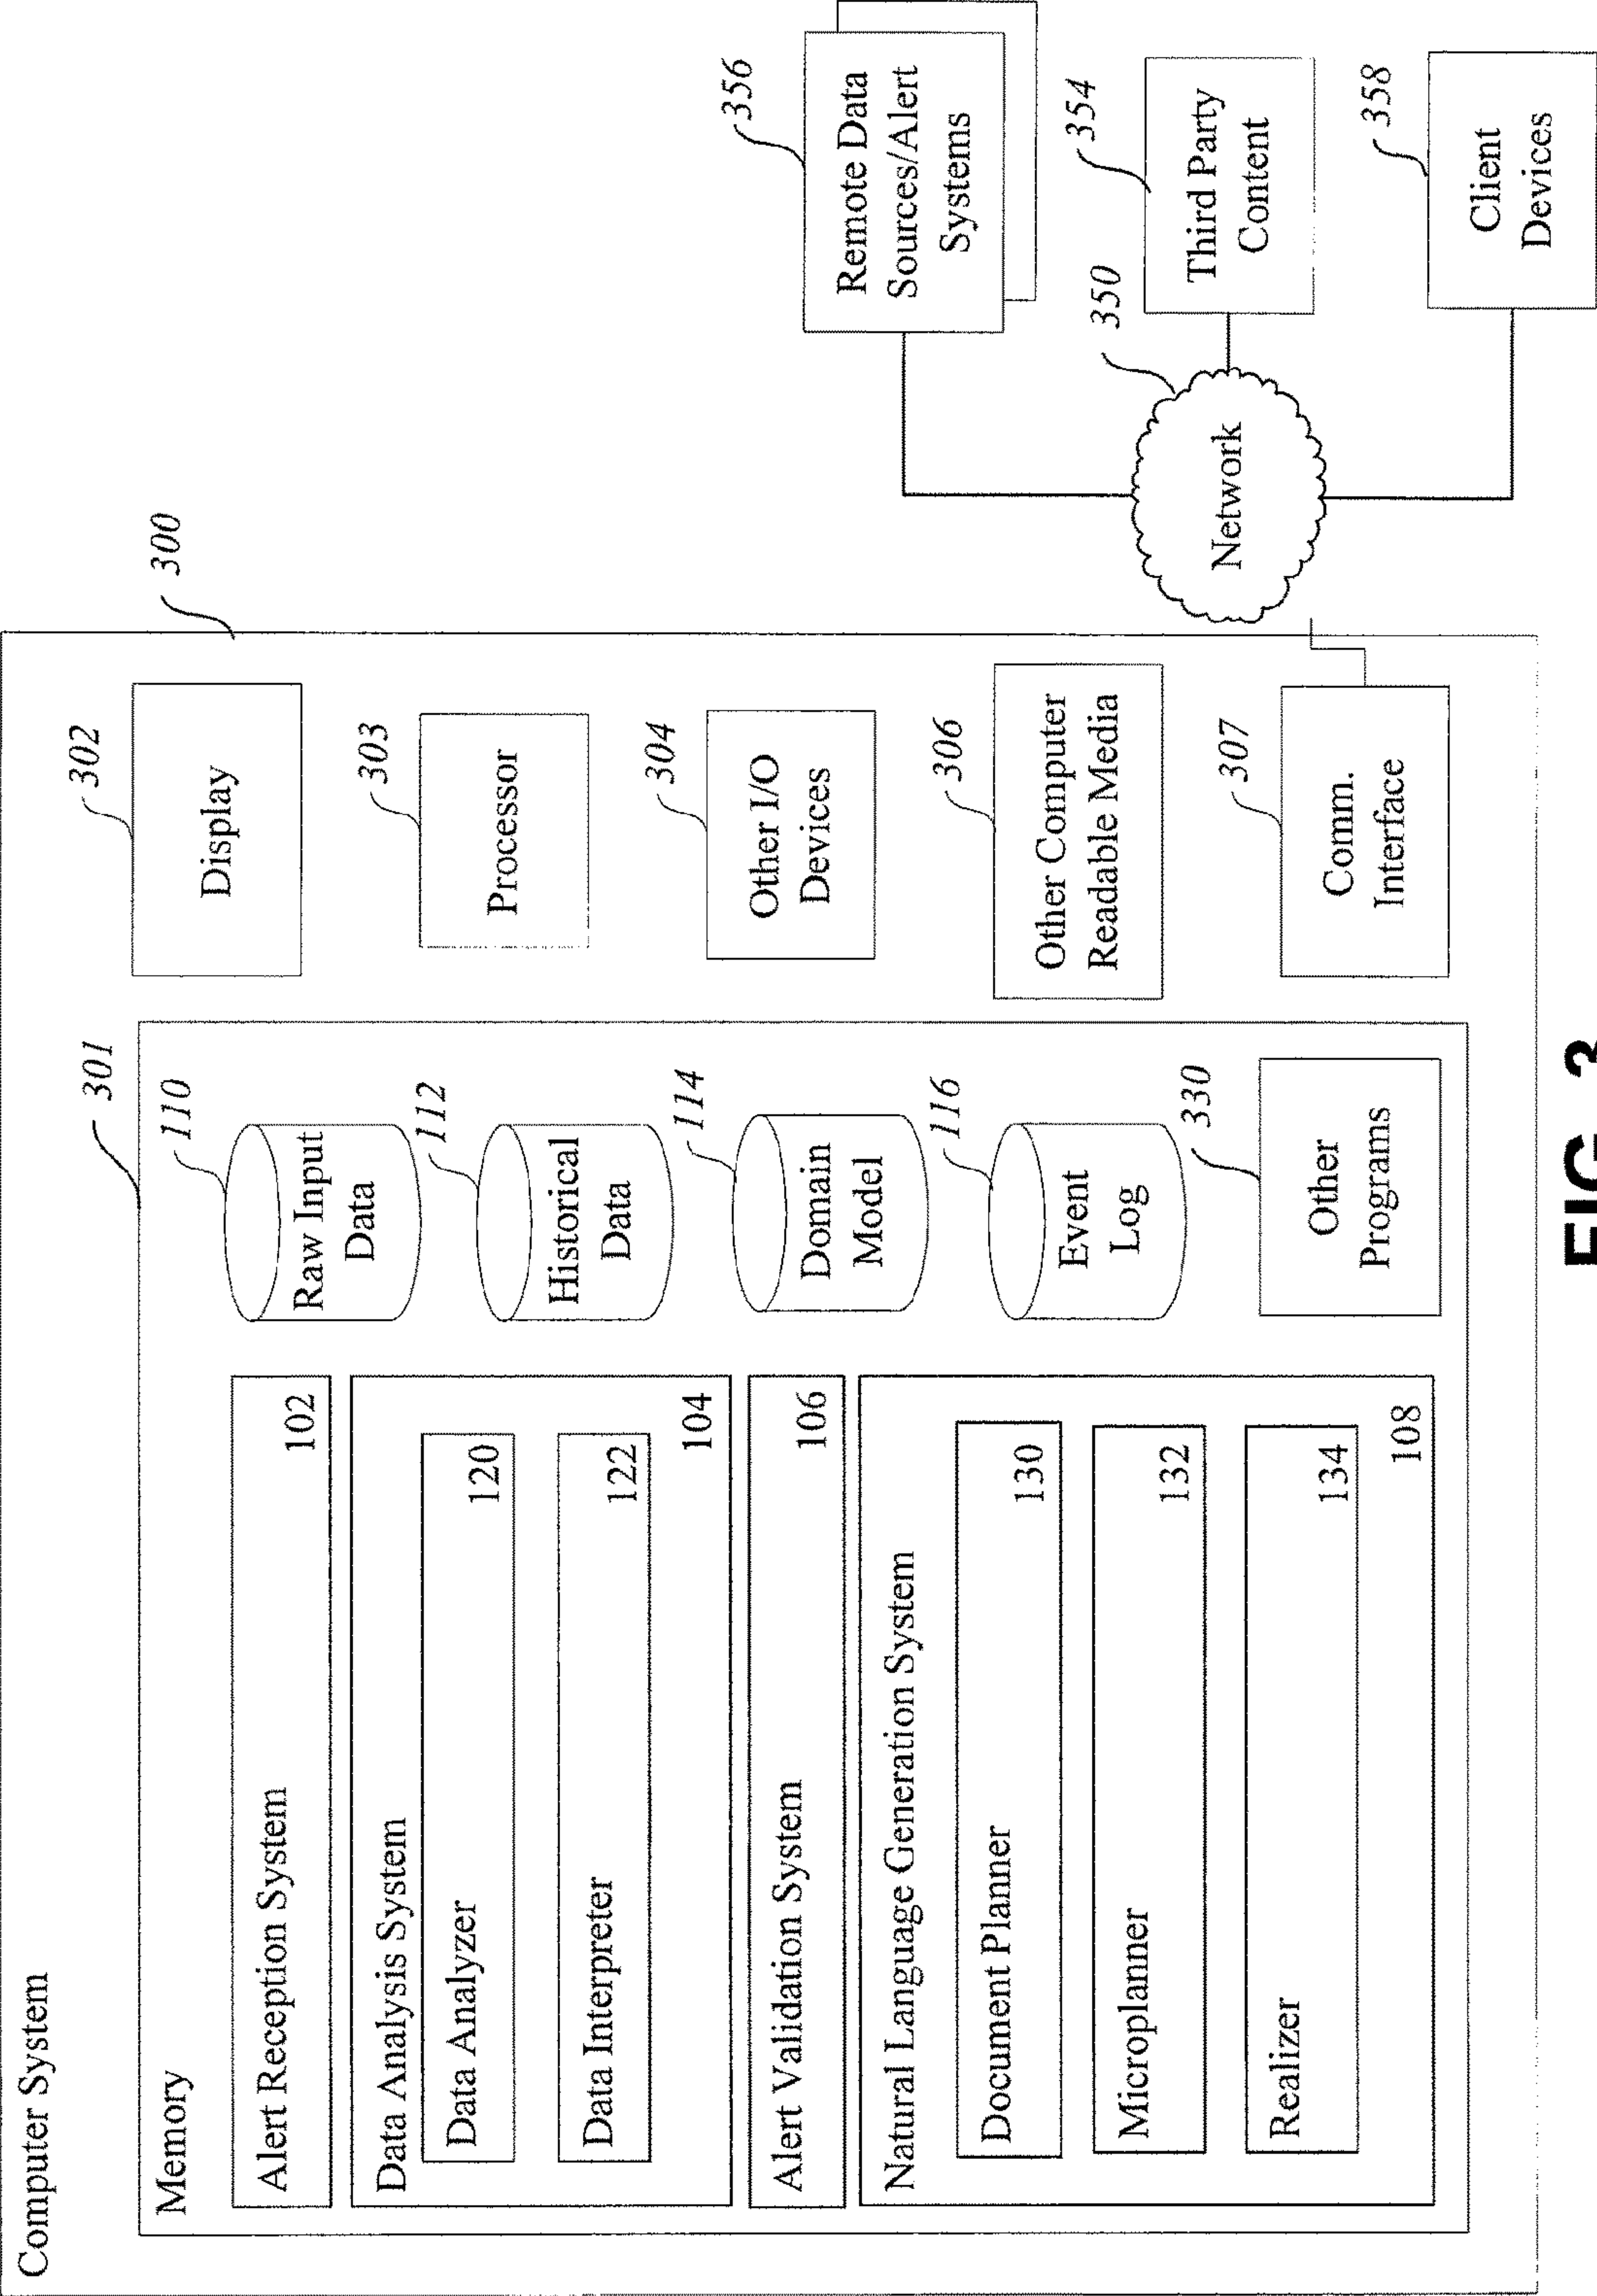 Computer System
300
Memory
301
Alert Reception System
102
Data Analysis System
104
Data Analyzer
120
Data Interpreter
122
Alert Validation System
106
Natural Language Generation System
108
Document Planner
130
Microplanner
132
Realizer
134
110
Raw Input
Data
112
Historical
Data
114
Domain
Model
116
Event
Log
330
Other
Programs
302
Display
303
Processor
304
Other I/O
Devices
306
Other Computer
Readable Media
307
Comm.
Interface
350
Network
356
Remote Data
Sources/Alert
Systems
354
Third Party
Content
358
Client
Devices
FIG. 3